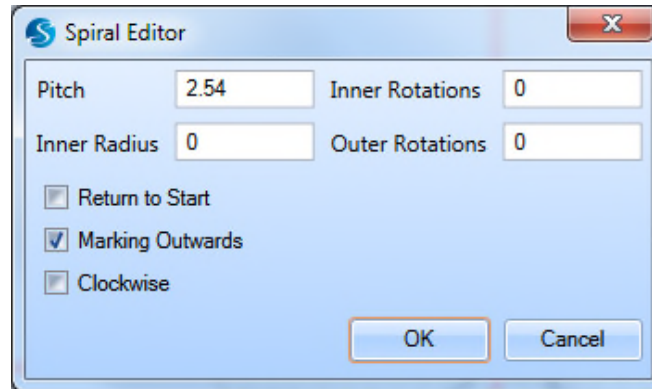 Spiral Editor
Pitch 2.54 Inner Rotations 0
Inner Radius 0 Outer Rotations 0
Return to Start
Marking Outwards
Clockwise
OK Cancel